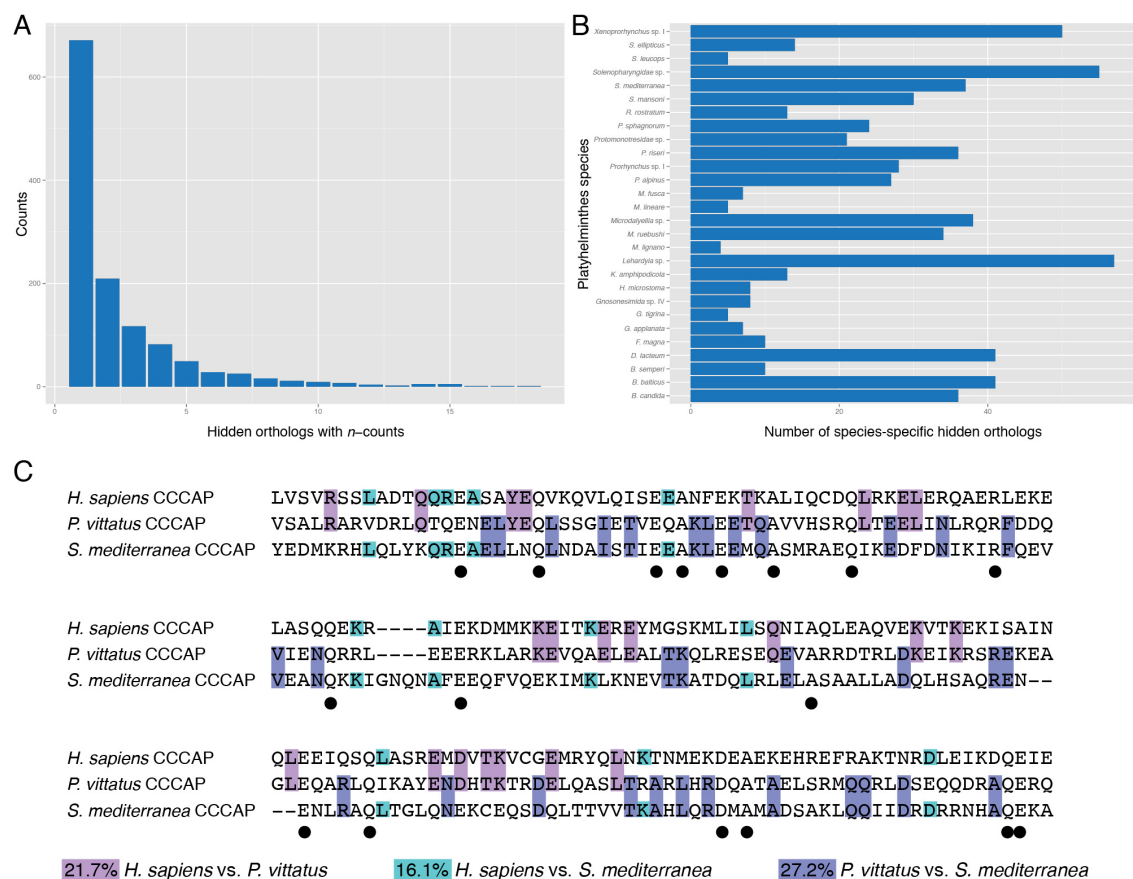 A
600
400
200
0
Counts
0
5
10
15
Hidden orthologs with n−counts
B
Platyhelminthes species
Xenoprorhynchus sp. I
S. ellipticus
S. leucops
Solenopharyngidae sp.
S. mediterranea
S. mansoni
R. rostratum
P. sphagnorum
Protomonotresidae sp.
P. riseri
Prorhynchus sp. I
P. alpinus
M. fusca
M. lineare
Microdalyellia sp.
M. ruebushi
M. lignano
Lehardyia sp.
K. amphipodicola
H. microstoma
Gnosonesimida sp. IV
G. tigrina
G. applanata
F. magna
D. lacteum
B. semperi
B. balticus
B. candida
0
20
40
Number of species-specific hidden orthologs
C
H. sapiens CCCAP LVSVRSSLADTQQREASAYEQVKQVLQISEEANFEKTKALIQCDQLRKELERQAERLEKE
P. vittatus CCCAP VSALRARVDRLQTQENELYEQLSSGIETVEQAKLEETQAVVHSRQLTEELINLRQRFDDQ
S. mediterranea CCCAP YEDMKRHLQLYKQREAELLNQLNDAISTIEEAKLEEMQASMRAEQIKEDFDNIKIRFQEV
H. sapiens CCCAP LASQQEKR----AIEKDMMKKEITKEREYMGSKMLILSQNIAQLEAQVEKVTKEKISAIN
P. vittatus CCCAP VIENQRRL----EEERKLARKEVQAELEALTKQLRESEQEVARRDTRLDKEIKRSREKEA
S. mediterranea CCCAP VEANQKKIGNQNAFEEQFVQEKIMKLKNEVTKATDQLRLELASAALLADQLHSAQREN--
H. sapiens CCCAP QLEEIQSQLASREMDVTKVCGEMRYQLNKTNMEKDEAEKEHREFRAKTNRDLEIKDQEIE
P. vittatus CCCAP GLEQARLQIKAYENDHTKTRDELQASLTRARLHRDQATAELSRMQQRLDSEQQDRAQERQ
S. mediterranea CCCAP --ENLRAQLTGLQNEKCEQSDQLTTVVTKAHLQRDMAMADSAKLQQIIDRDRRNHAQEKA
21.7% H. sapiens vs. P. vittatus 16.1% H. sapiens vs. S. mediterranea 27.2% P. vittatus vs. S. mediterranea